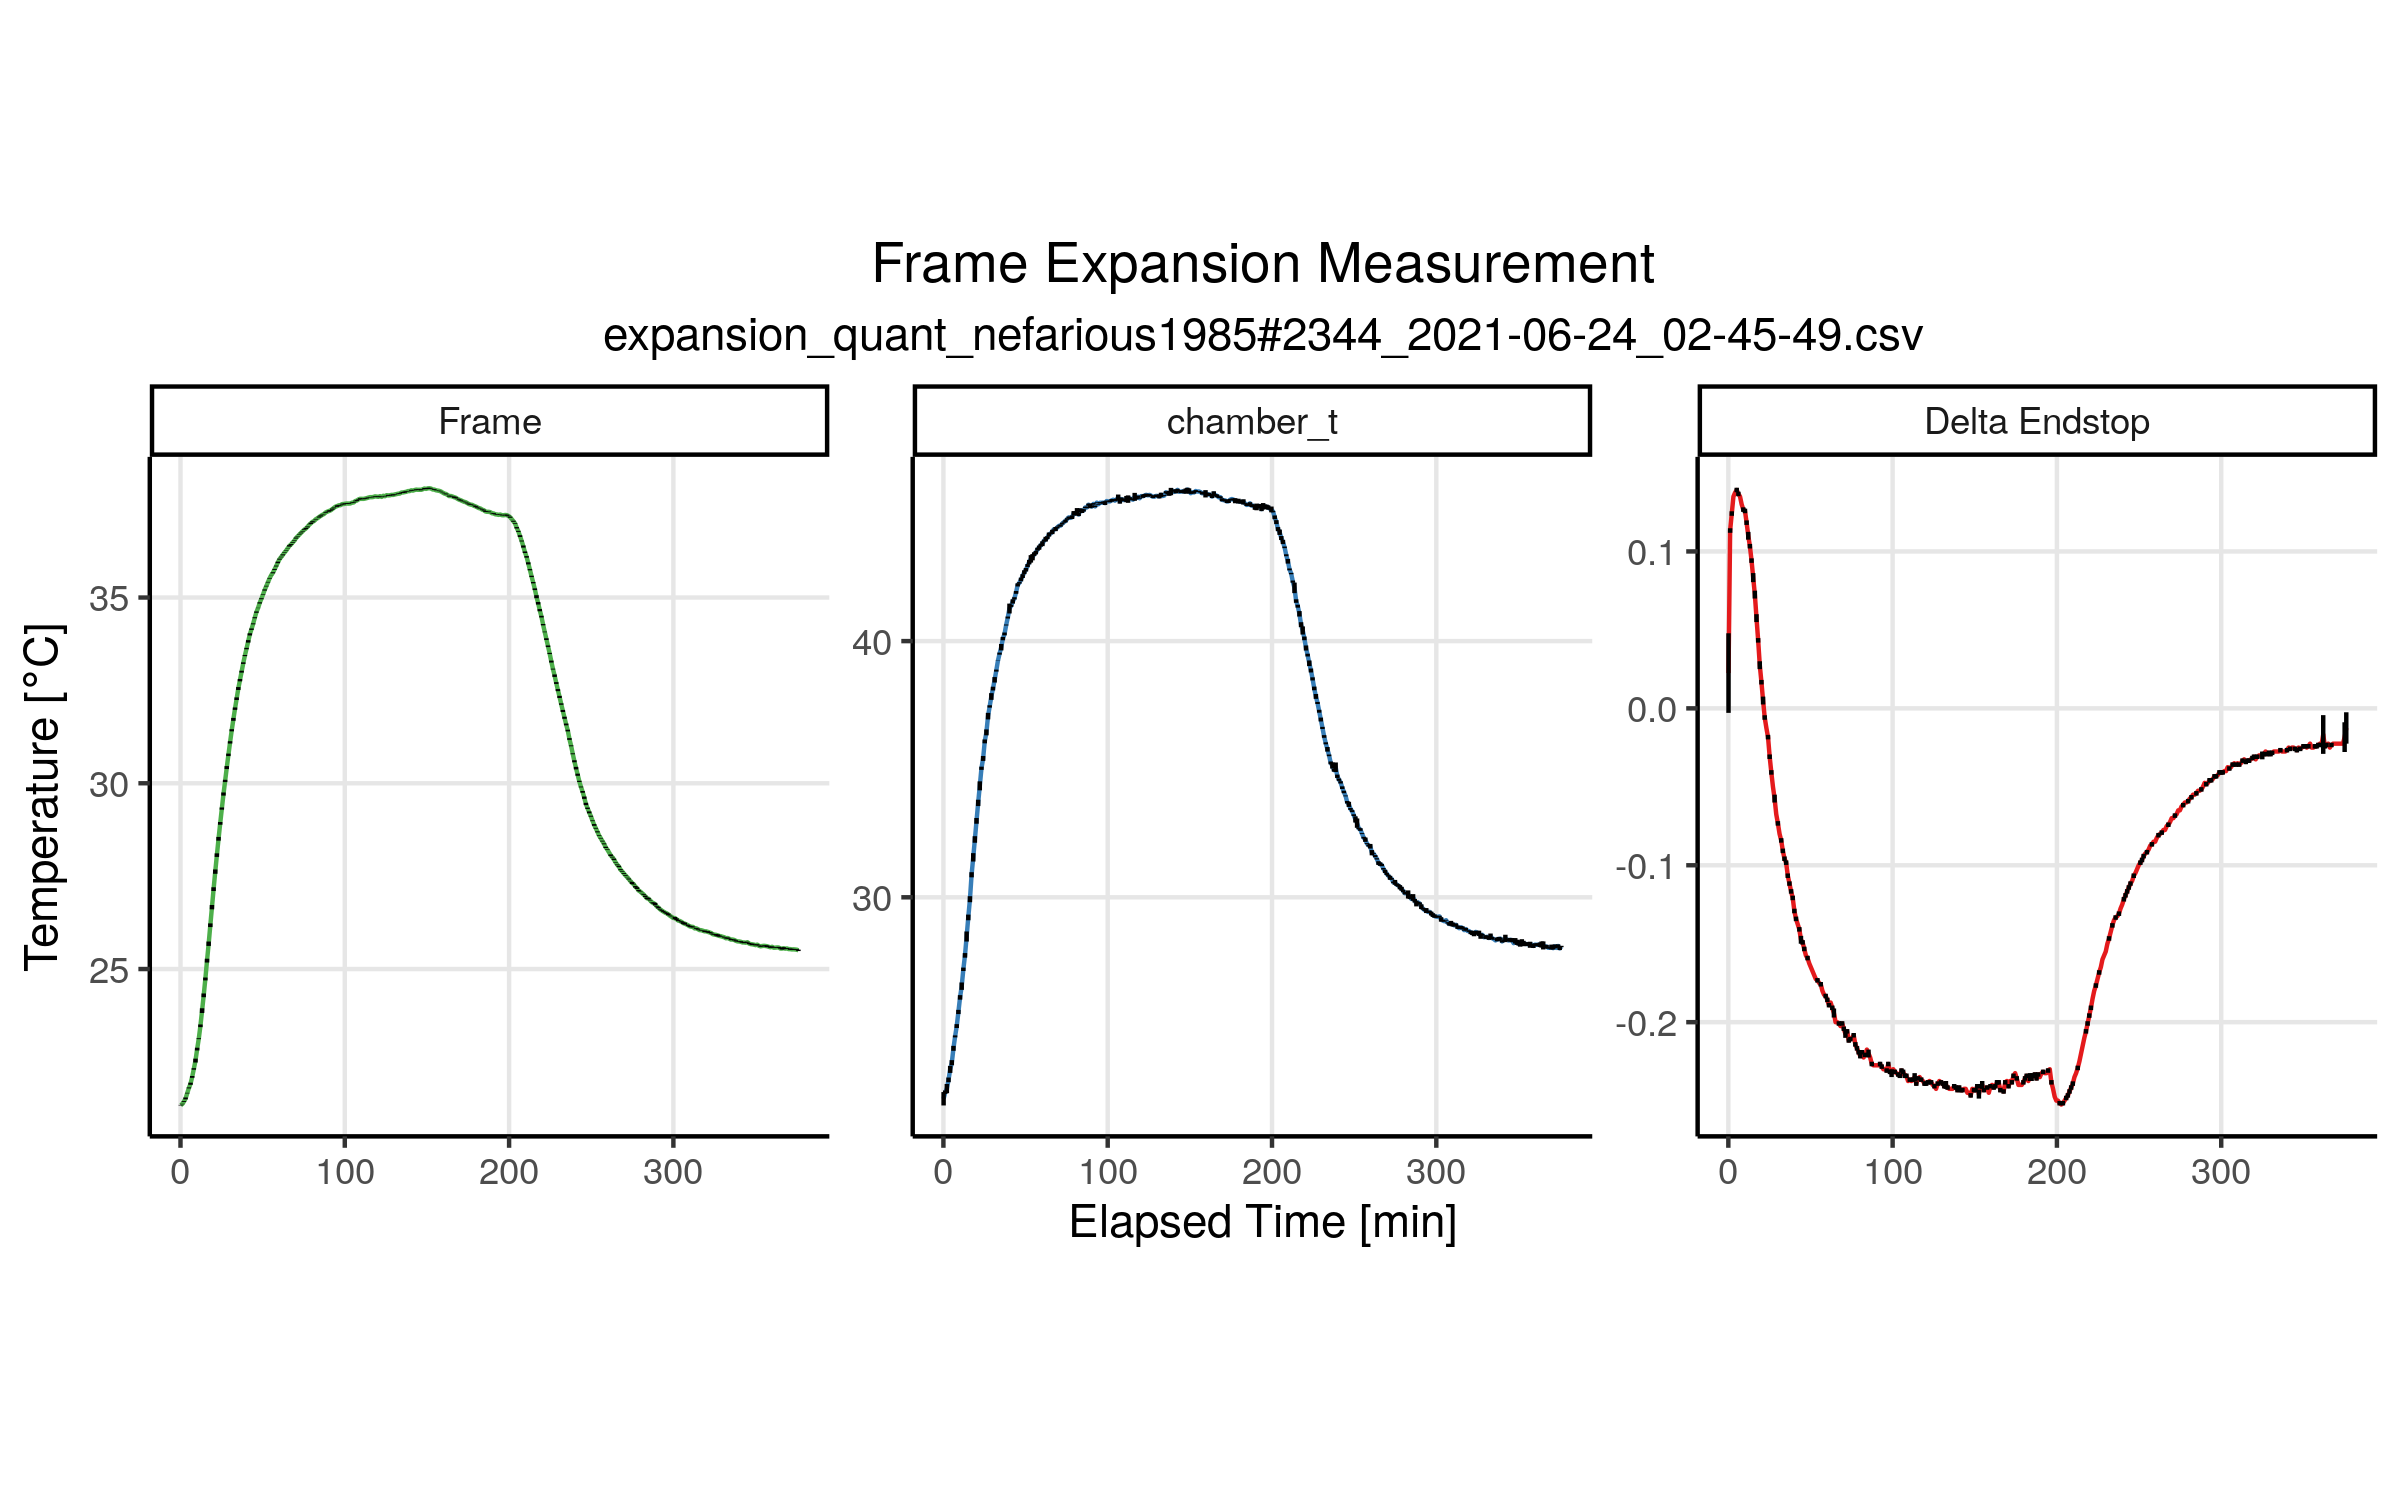 Frame Expansion Measurement
expansion_quant_nefarious1985#2344_2021-06-24_02-45-49.csv
Frame
chamber_t
Delta Endstop
Temperature [°C]
35
30
25
40
30
0.1
0.0
-0.1
-0.2
0 100 200 300
0 100 200 300
0 100 200 300
Elapsed Time [min]